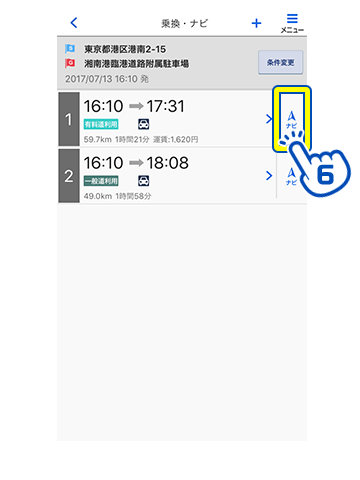 乗換・ナビ
メニュー
S 東京都港区港南2-15
G 湘南港臨港道路附属駐車場
2017/07/13 16:10 発
条件変更
1
16:10 ➡ 17:31
有料道利用
59.7km 1時間21分 運賃:1,620円
ナビ
6
2
16:10 ➡ 18:08
一般道利用
49.0km 1時間58分
ナビ